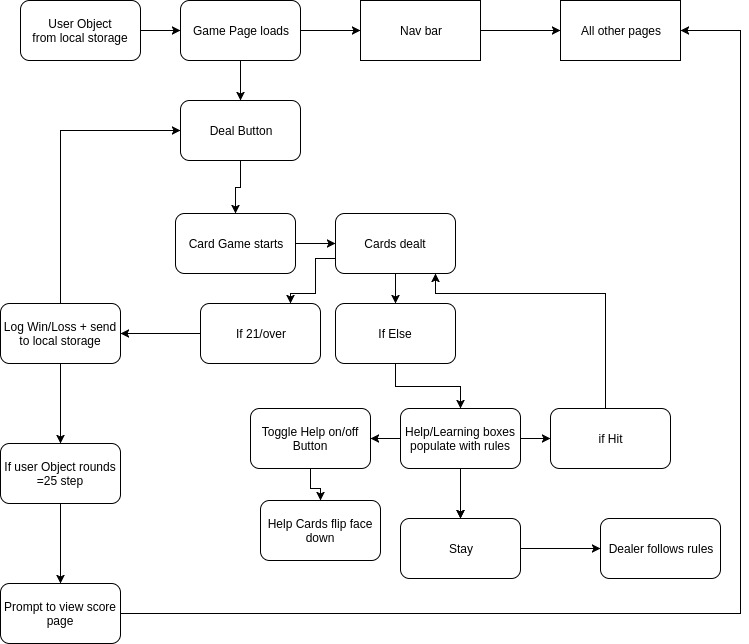 User Object
from local storage
Game Page loads
Nav bar
All other pages
Deal Button
Card Game starts
Cards dealt
Log Win/Loss + send
to local storage
If 21/over
If Else
Toggle Help on/off
Button
Help/Learning boxes
populate with rules
if Hit
If user Object rounds
=25 step
Help Cards flip face
down
Stay
Dealer follows rules
Prompt to view score
page